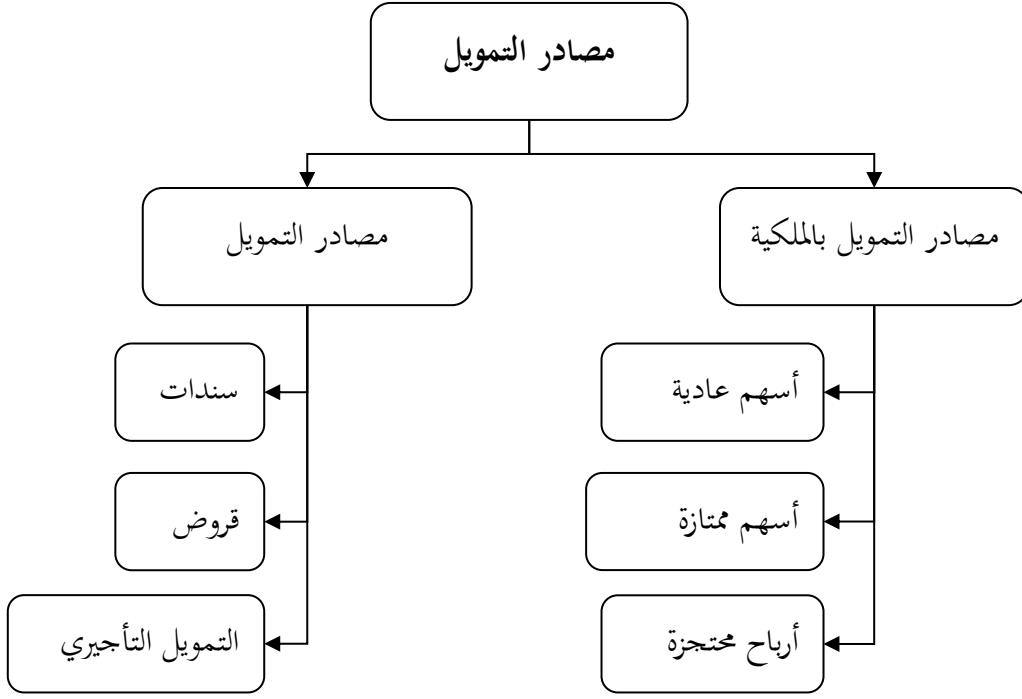 مصادر التمويل
مصادر التمويل بالملكية
أسهم عادية
أسهم ممتازة
أرباح محتجزة
مصادر التمويل
سندات
قروض
التمويل التأجيري